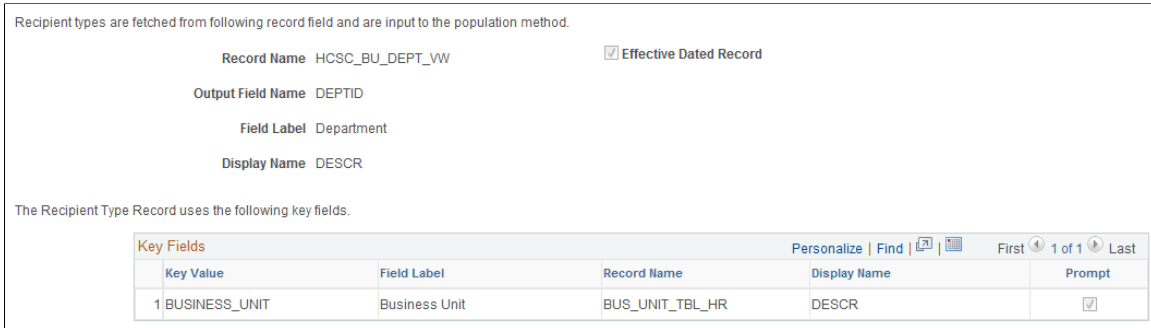 Recipient types are fetched from following record field and are input to the population method.
Record Name HCSC_BU_DEPT_VW Effective Dated Record
Output Field Name DEPTID
Field Label Department
Display Name DESCR
The Recipient Type Record uses the following key fields.
Key Fields Personalize | Find | | First 1 of 1 Last
Key Value Field Label Record Name Display Name Prompt
1 BUSINESS_UNIT Business Unit BUS_UNIT_TBL_HR DESCR